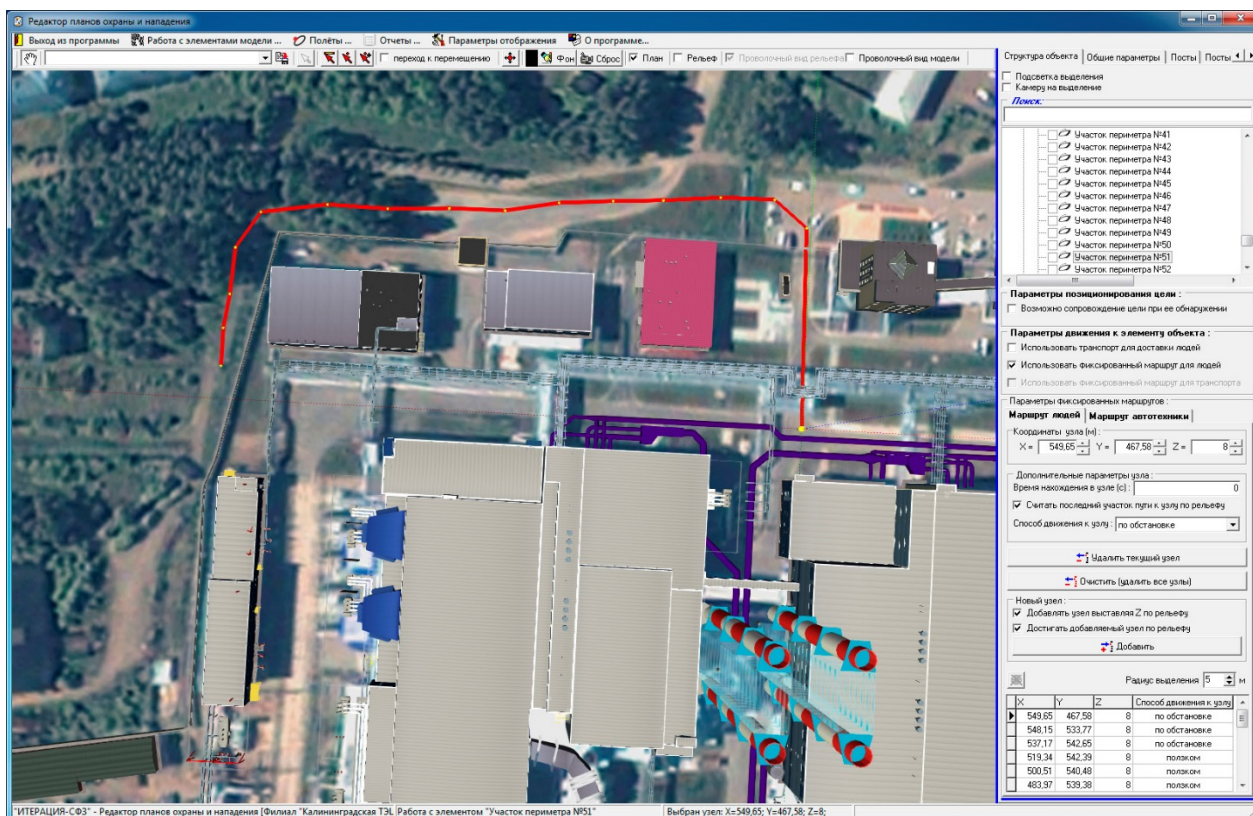 Редактор планов охраны и нападения
Выход из программы Работа с элементами модели ... Полёты ... Отчеты ... Параметры отображения О программе...
переход к перемещению Фон Сброс План Рельеф Проволочный вид рельефа Проволочный вид модели
Структура объекта Общие параметры Посты Посты
Подсветка выделения
Камеру на выделение
Поиск:
Участок периметра №41
Участок периметра №42
Участок периметра №43
Участок периметра №44
Участок периметра №45
Участок периметра №46
Участок периметра №47
Участок периметра №48
Участок периметра №49
Участок периметра №50
Участок периметра №51
Участок периметра №52
Параметры позиционирования цели :
Возможно сопровождение цели при ее обнаружении
Параметры движения к элементу объекта :
Использовать транспорт для доставки людей
Использовать фиксированный маршрут для людей
Использовать фиксированный маршрут для транспорта
Параметры фиксированных маршрутов :
Маршрут людей Маршрут автотехники
Координаты узла (м) :
X = 549,65 Y = 467,58 Z = 8
Дополнительные параметры узла :
Время нахождения в узле (с) : 0
Считать последний участок пути к узлу по рельефу
Способ движения к узлу : по обстановке
Удалить текущий узел
Очистить (удалить все узлы)
Новый узел :
Добавлять узел выставляя Z по рельефу
Достигать добавляемый узел по рельефу
Добавить
Радиус выделения 5 м
X Y Z Способ движения к узлу
549,65 467,58 8 по обстановке
548,15 533,77 8 по обстановке
537,17 542,65 8 по обстановке
519,34 542,39 8 ползком
500,51 540,48 8 ползком
483,97 539,38 8 ползком
"ИТЕРАЦИЯ-СФЗ" - Редактор планов охраны и нападения [Филиал "Калининградская ТЭЦ Работа с элементом "Участок периметра №51" Выбран узел: X=549,65; Y=467,58; Z=8;